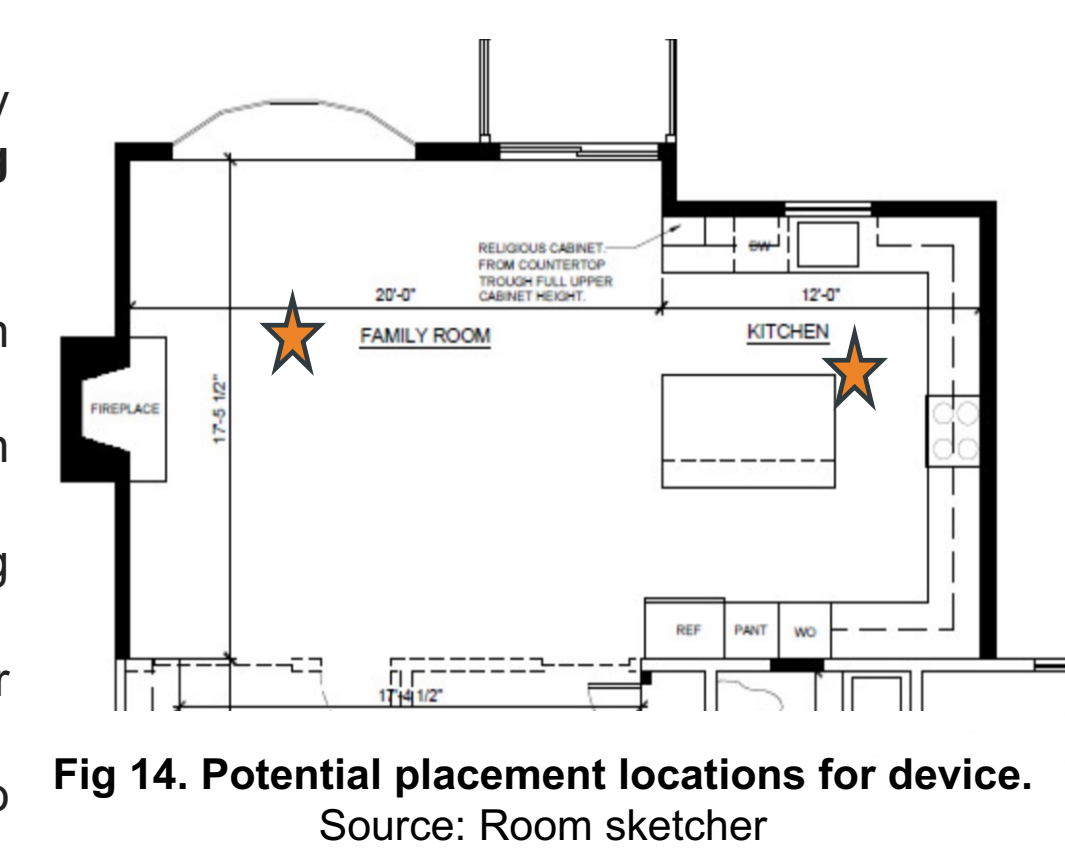 y
g
n
n
g
r
o
RELIGIOUS CABINET.
FROM COUNTERTOP
TROUGH FULL UPPER
CABINET HEIGHT.
DW
20'-0"
12'-0"
FAMILY ROOM
KITCHEN
FIREPLACE
17'-5 1/2"
REF
PANT
WO
17'-4 1/2"
Fig 14. Potential placement locations for device.
Source: Room sketcher